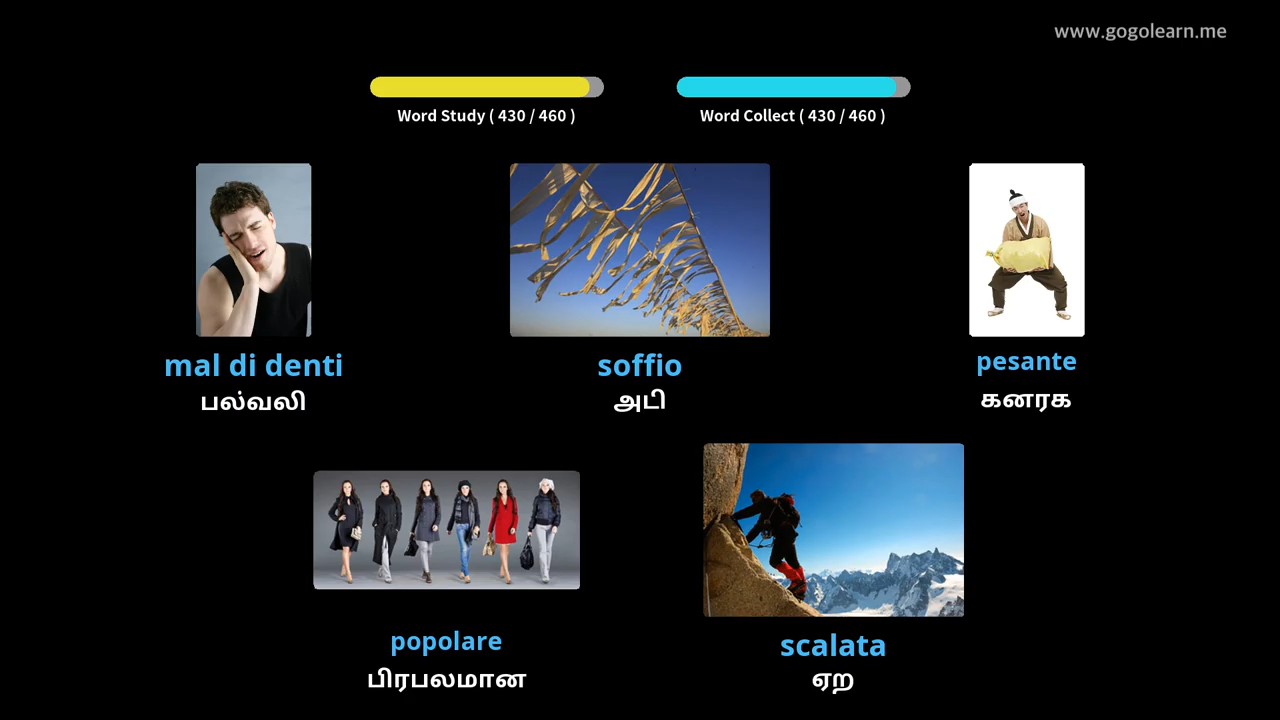 www.gogolearn.me
Word Study ( 430 / 460 )
Word Collect ( 430 / 460 )
mal di denti
பல்வலி
soffio
அடி
pesante
கனரக
popolare
பிரபலமான
scalata
ஏற